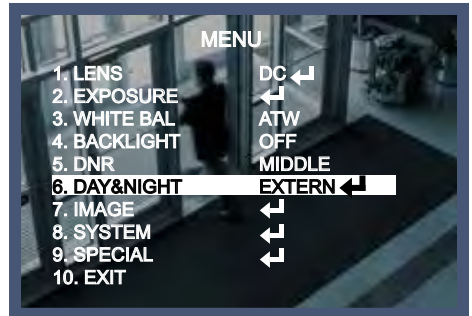 MENU
1. LENS DC ↵
2. EXPOSURE ↵
3. WHITE BAL ATW
4. BACKLIGHT OFF
5. DNR MIDDLE
6. DAY&NIGHT EXTERN ↵
7. IMAGE ↵
8. SYSTEM ↵
9. SPECIAL ↵
10. EXIT